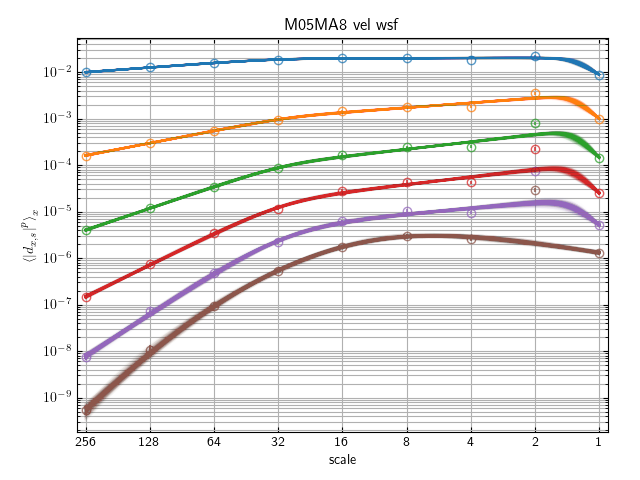 M05MA8 vel wsf
10⁻²
10⁻³
10⁻⁴
10⁻⁵
10⁻⁶
10⁻⁷
10⁻⁸
10⁻⁹
⟨|d_{x,s}|^p⟩_x
256 128 64 32 16 8 4 2 1
scale